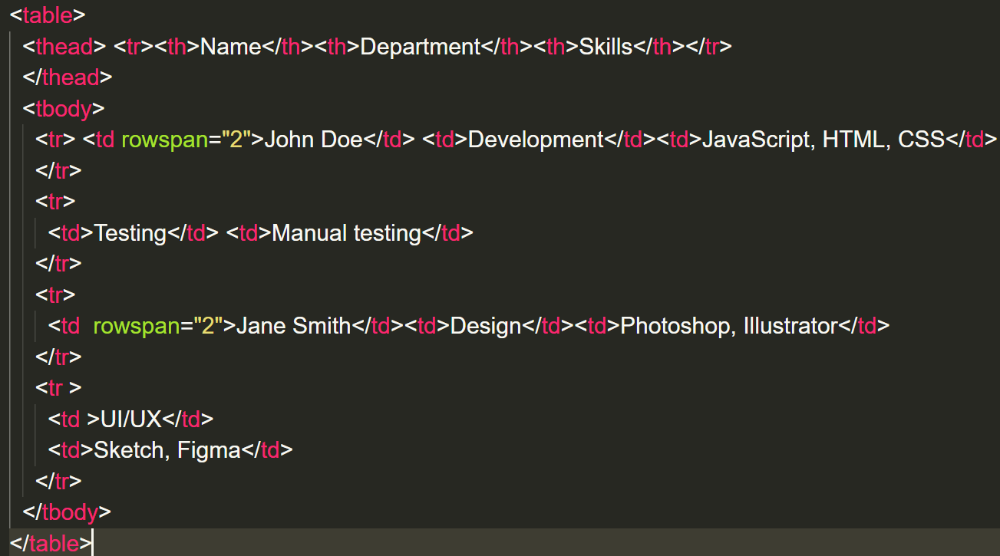 <table>
<thead> <tr><th>Name</th><th>Department</th><th>Skills</th></tr>
</thead>
<tbody>
<tr> <td rowspan="2">John Doe</td> <td>Development</td><td>JavaScript, HTML, CSS</td>
</tr>
<tr>
<td>Testing</td> <td>Manual testing</td>
</tr>
<tr>
<td  rowspan="2">Jane Smith</td><td>Design</td><td>Photoshop, Illustrator</td>
</tr>
<tr >
<td >UI/UX</td>
<td>Sketch, Figma</td>
</tr>
</tbody>
</table>